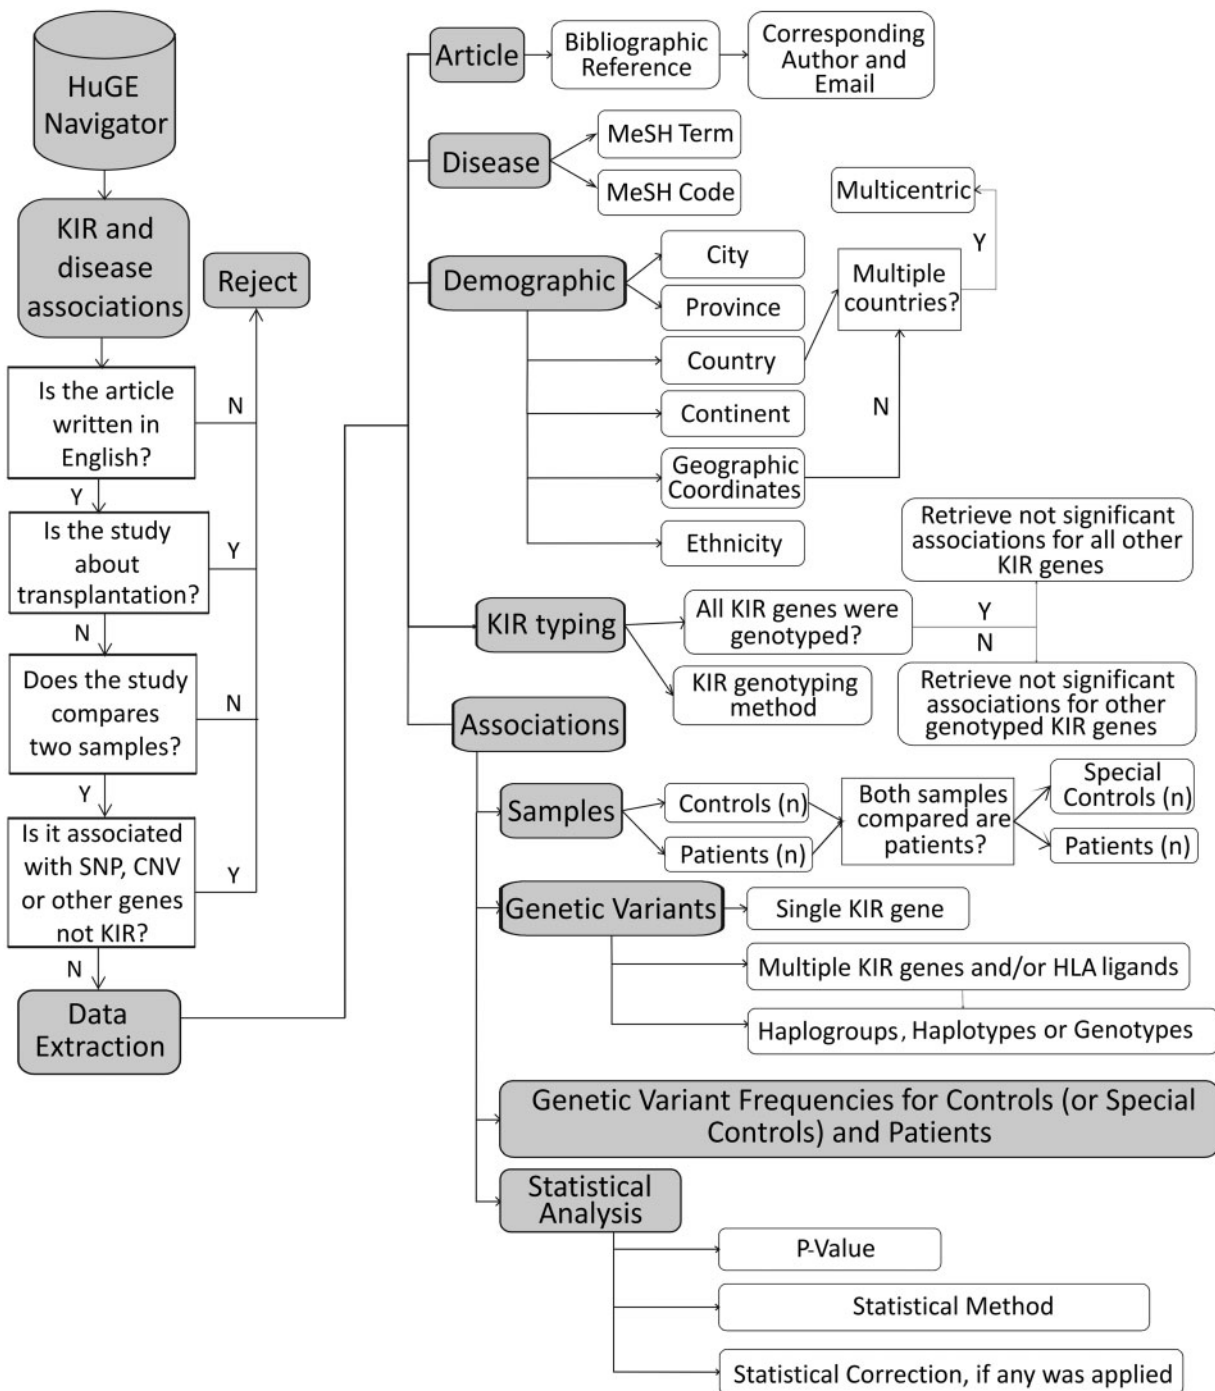 HuGE
Navigator
KIR and
disease
associations
Reject
Is the article
written in
English?
N
Y
Is the study
about
transplantation?
Y
N
Does the study
compares
two samples?
N
Y
Is it associated
with SNP, CNV
or other genes
not KIR?
Y
N
Data
Extraction
Article
Bibliographic
Reference
Corresponding
Author and
Email
Disease
MeSH Term
MeSH Code
Demographic
City
Province
Country
Continent
Geographic
Coordinates
Ethnicity
Multicentric
Y
Multiple
countries?
N
KIR typing
All KIR genes were
genotyped?
KIR genotyping
method
Y
N
Retrieve not significant
associations for all other
KIR genes
Retrieve not significant
associations for other
genotyped KIR genes
Associations
Samples
Controls (n)
Patients (n)
Both samples
compared are
patients?
Special
Controls (n)
Patients (n)
Genetic Variants
Single KIR gene
Multiple KIR genes and/or HLA ligands
Haplogroups, Haplotypes or Genotypes
Genetic Variant Frequencies for Controls (or Special
Controls) and Patients
Statistical
Analysis
P-Value
Statistical Method
Statistical Correction, if any was applied